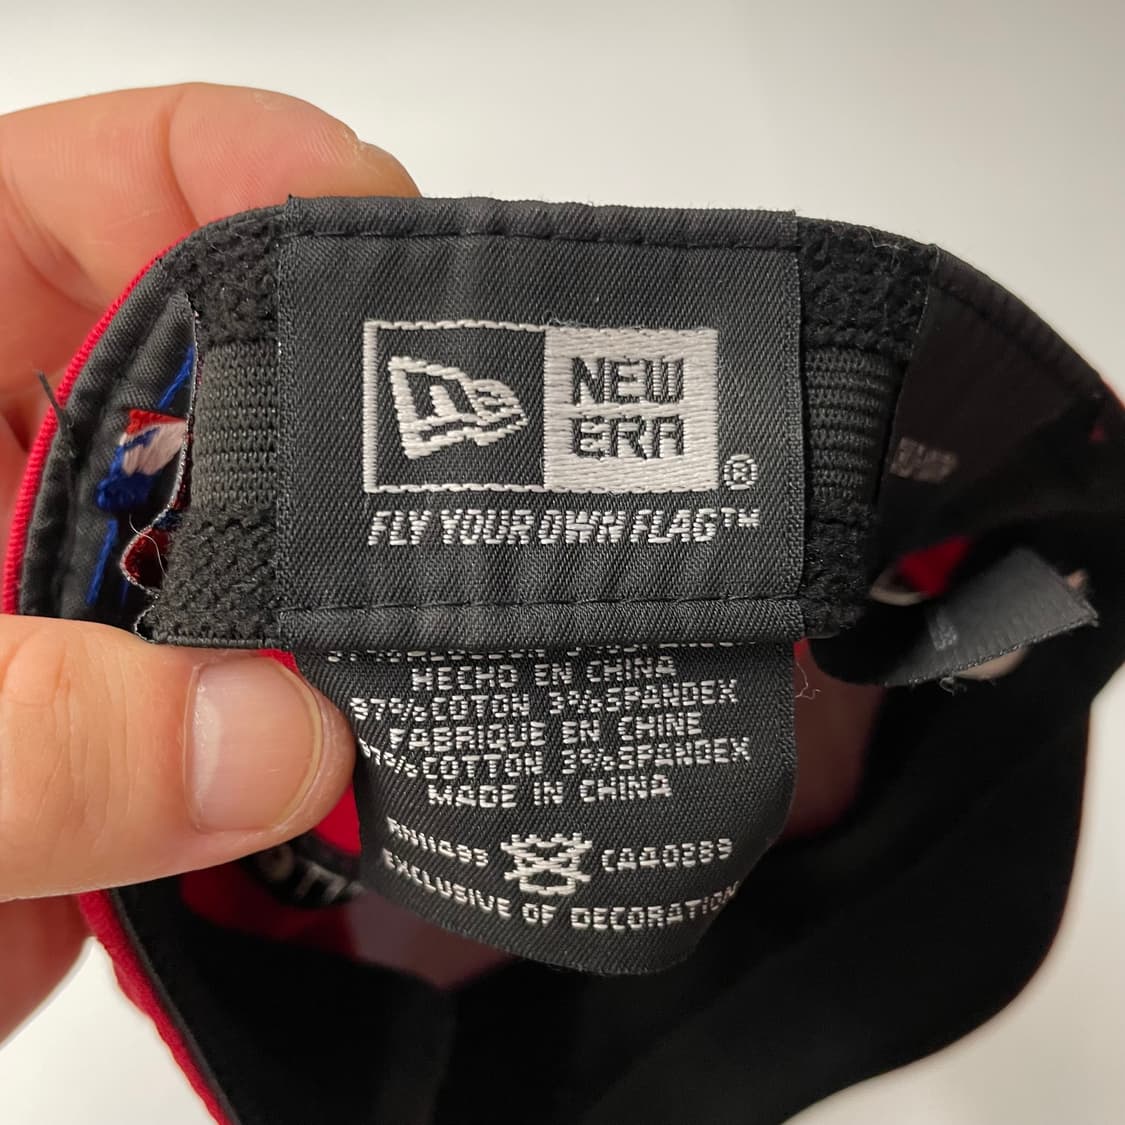 NEW
ERA
®
FLY YOUR OWN FLAG™
HECHO EN CHINA
97% COTON 3% SPANDEX
FABRIQUE EN CHINE
97% COTTON 3% SPANDEX
MADE IN CHINA
RN11493 CA40289
EXCLUSIVE OF DECORATION